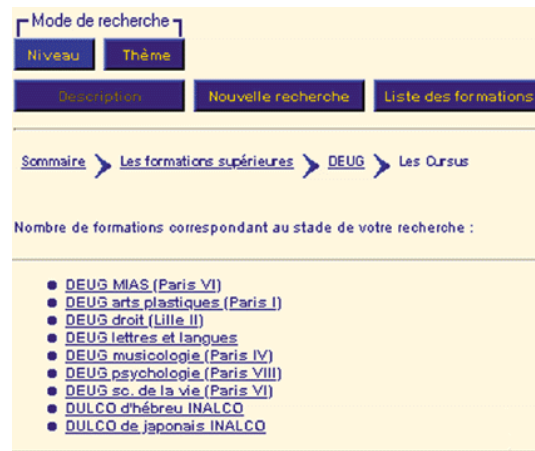 Mode de recherche
Niveau Thème
Description Nouvelle recherche Liste des formations
Sommaire Les formations supérieures DEUG Les Cursus
Nombre de formations correspondant au stade de votre recherche :
DEUG MIAS (Paris VI)
DEUG arts plastiques (Paris I)
DEUG droit (Lille II)
DEUG lettres et langues
DEUG musicologie (Paris IV)
DEUG psychologie (Paris VIII)
DEUG sc. de la vie (Paris VI)
DULCO d'hébreu INALCO
DULCO de japonais INALCO